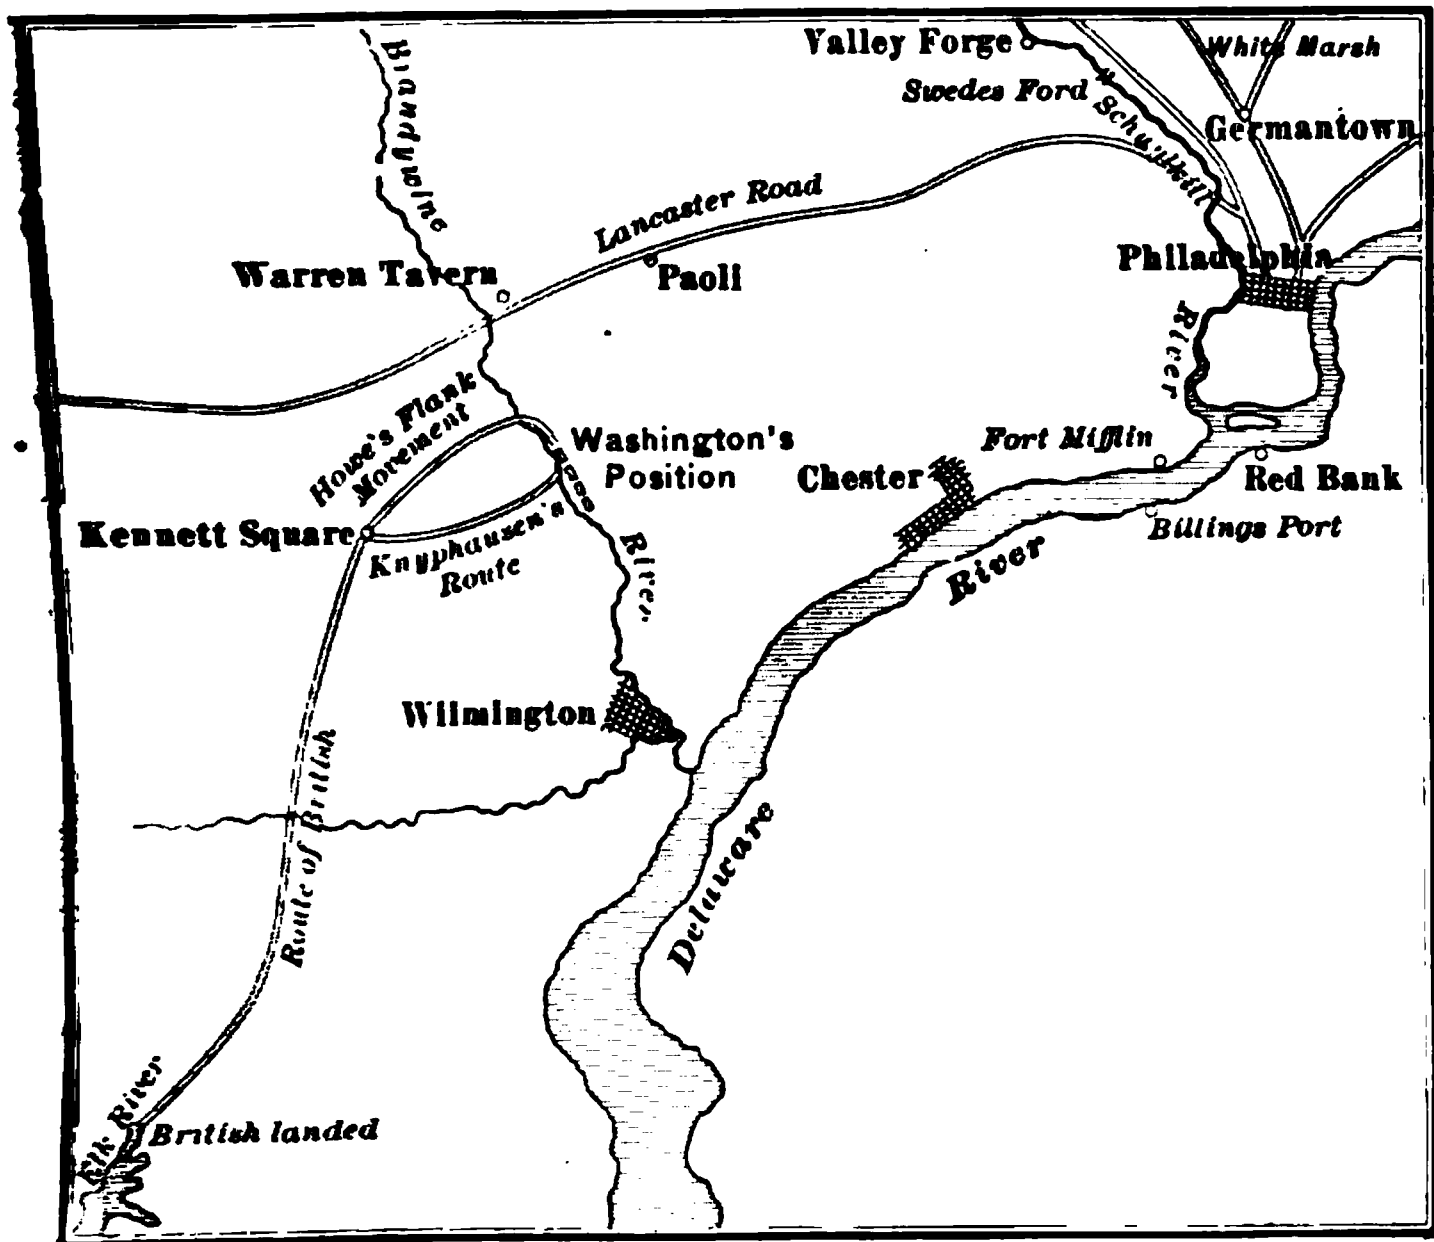 Valley Forge
White Marsh
Swedes Ford
Germantown
Schuylkill
Brandywine
Lancaster Road
Paoli
Warren Tavern
Philadelphia
River
Howe's Flank
Movement
Washington's
Position
Fort Mifflin
Chester
Red Bank
Billings Port
Kennett Square
Knyphausen's
Route
River
River
Wilmington
Route of British
Delaware
Elk River
British landed